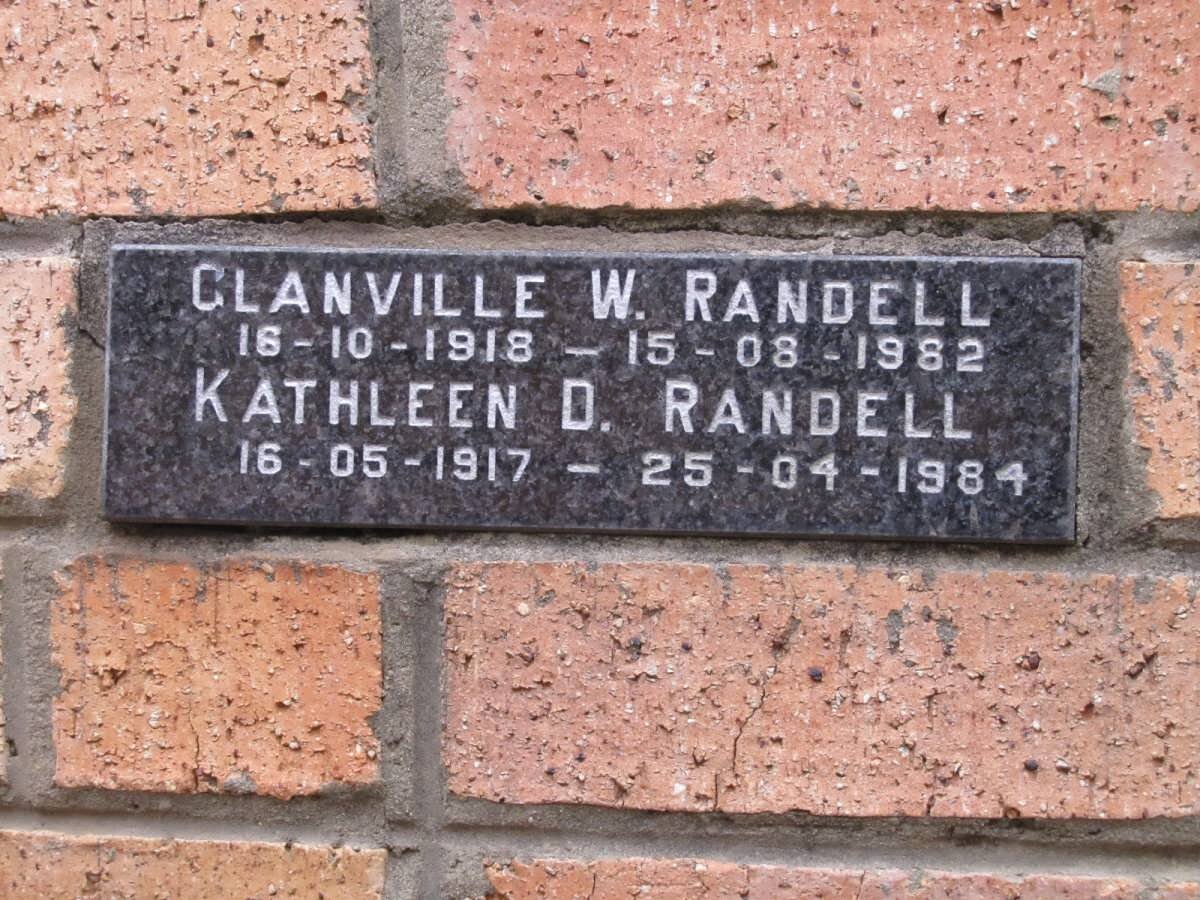 GLANVILLE W. RANDELL
16-10-1918 - 15-08-1982
KATHLEEN D. RANDELL
16-05-1917 - 25-04-1984